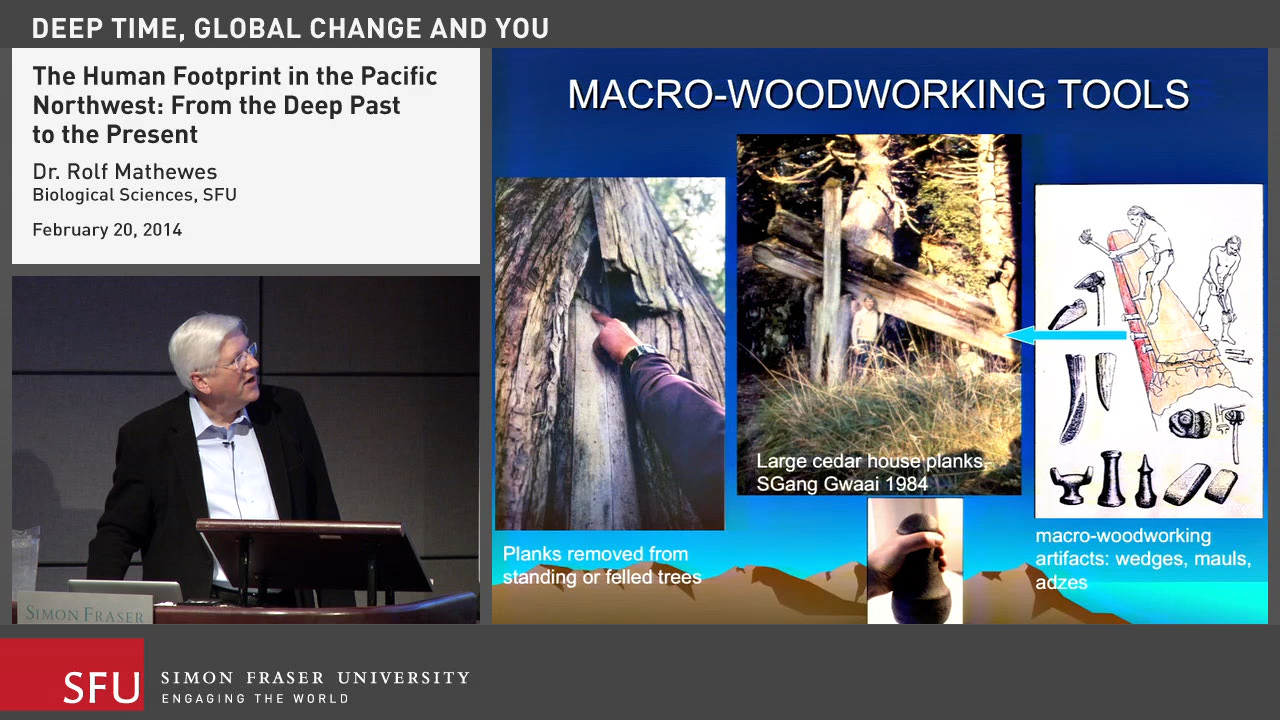 DEEP TIME, GLOBAL CHANGE AND YOU
The Human Footprint in the Pacific
Northwest: From the Deep Past
to the Present
Dr. Rolf Mathewes
Biological Sciences, SFU
February 20, 2014
MACRO-WOODWORKING TOOLS
Large cedar house planks-
SGang Gwaai 1984
Planks removed from
standing or felled trees
macro-woodworking
artifacts: wedges, mauls,
adzes
SIMON FRASER
SFU
SIMON FRASER UNIVERSITY
ENGAGING THE WORLD